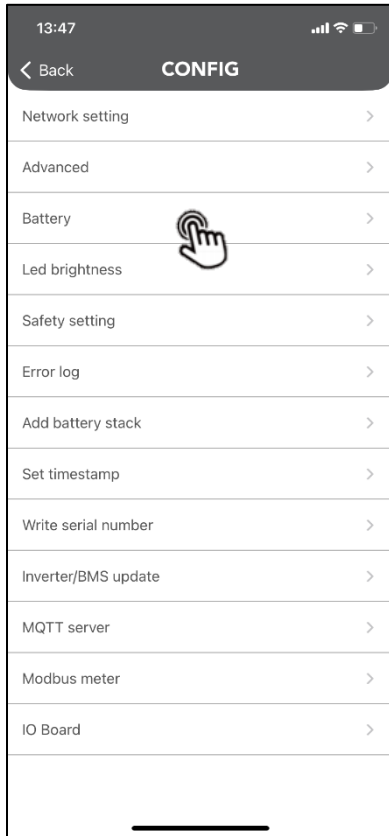 13:47
Back
CONFIG
Network setting
Advanced
Battery
Led brightness
Safety setting
Error log
Add battery stack
Set timestamp
Write serial number
Inverter/BMS update
MQTT server
Modbus meter
IO Board